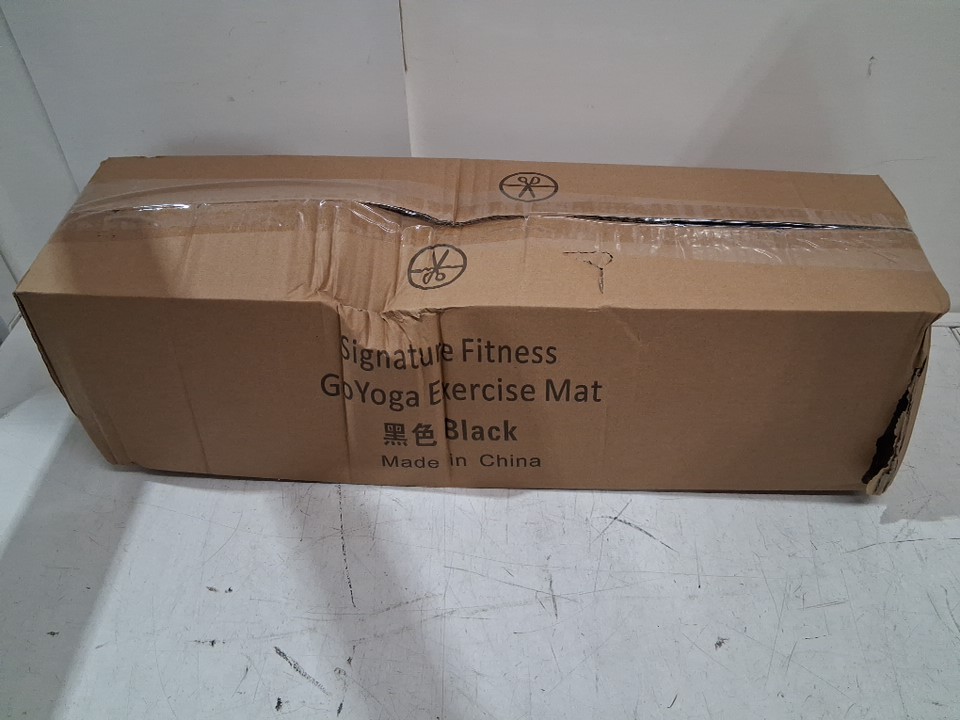 Signature Fitness
GoYoga Exercise Mat
黑色 Black
Made in China